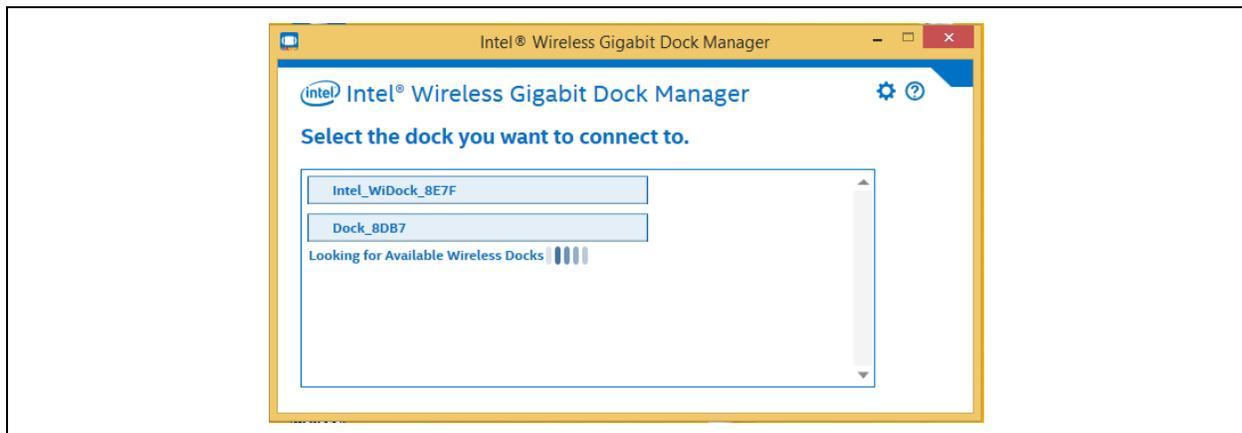 Intel® Wireless Gigabit Dock Manager
intel Intel® Wireless Gigabit Dock Manager
Select the dock you want to connect to.
Intel_WiDock_8E7F
Dock_8DB7
Looking for Available Wireless Docks